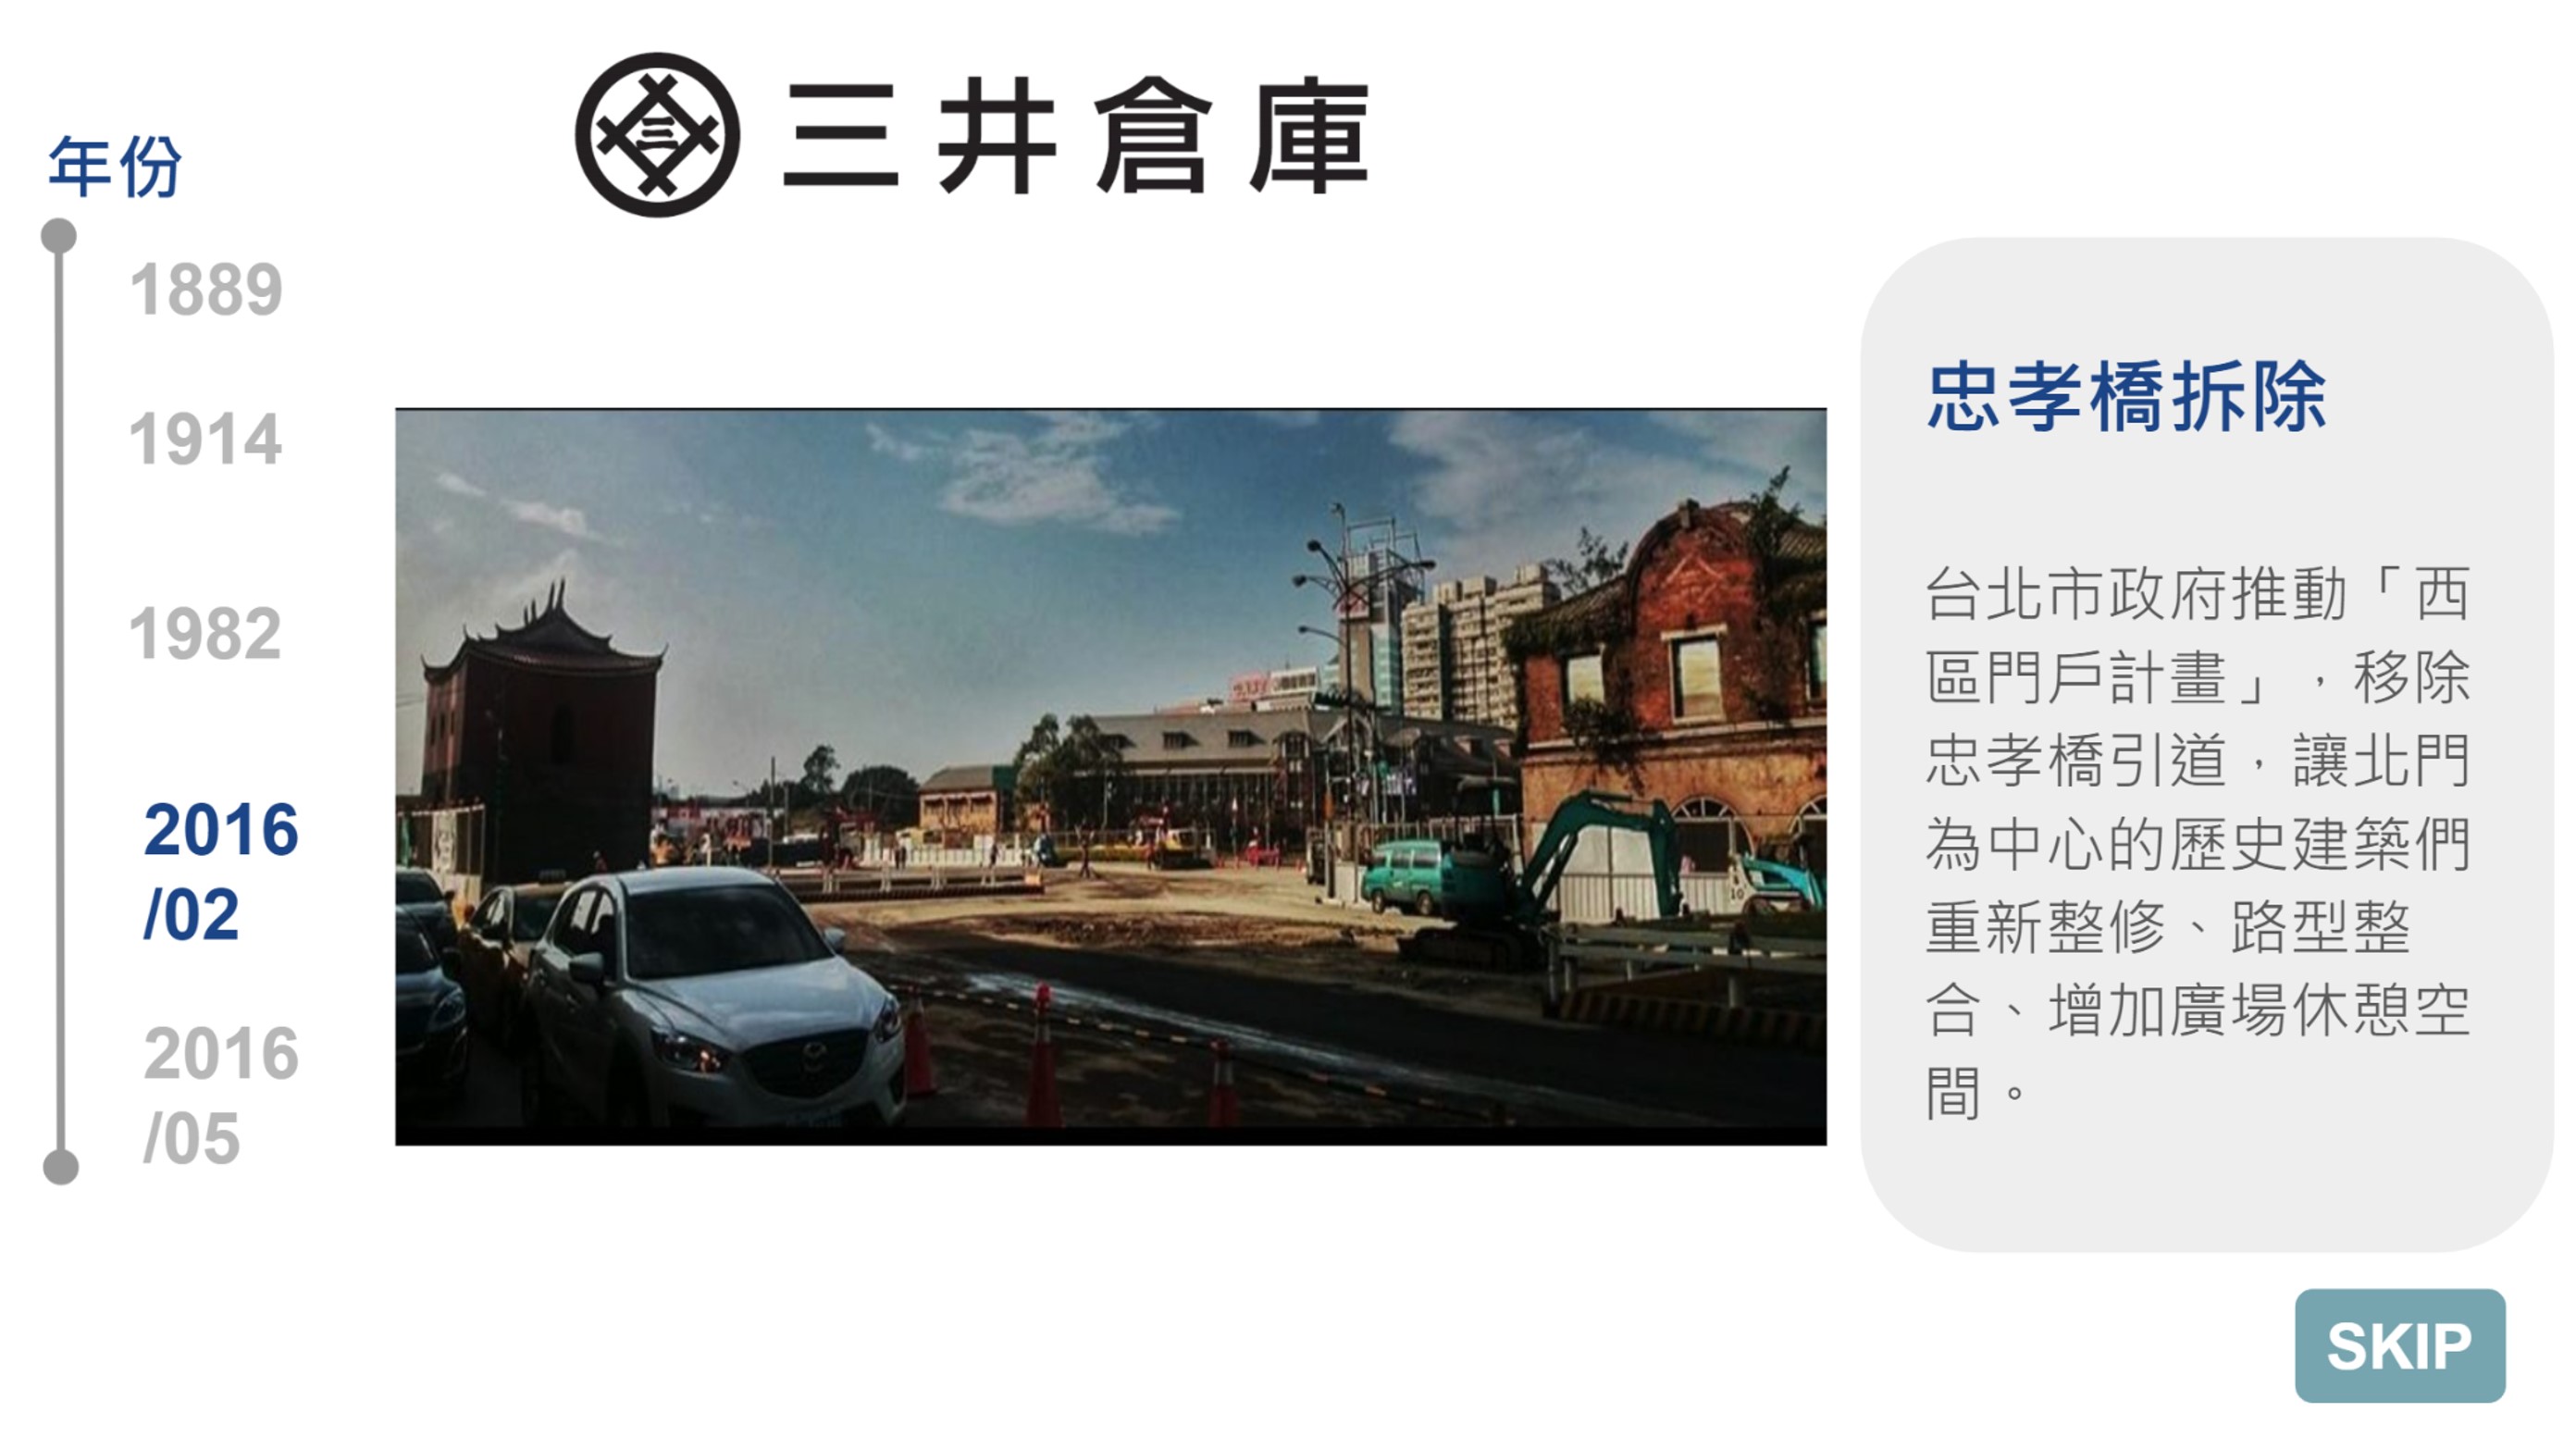 三井倉庫
年份
1889
1914
1982
2016
/02
2016
/05
忠孝橋拆除
台北市政府推動「西
區門戶計畫」，移除
忠孝橋引道，讓北門
為中心的歷史建築們
重新整修、路型整
合、增加廣場休憩空
間。
SKIP